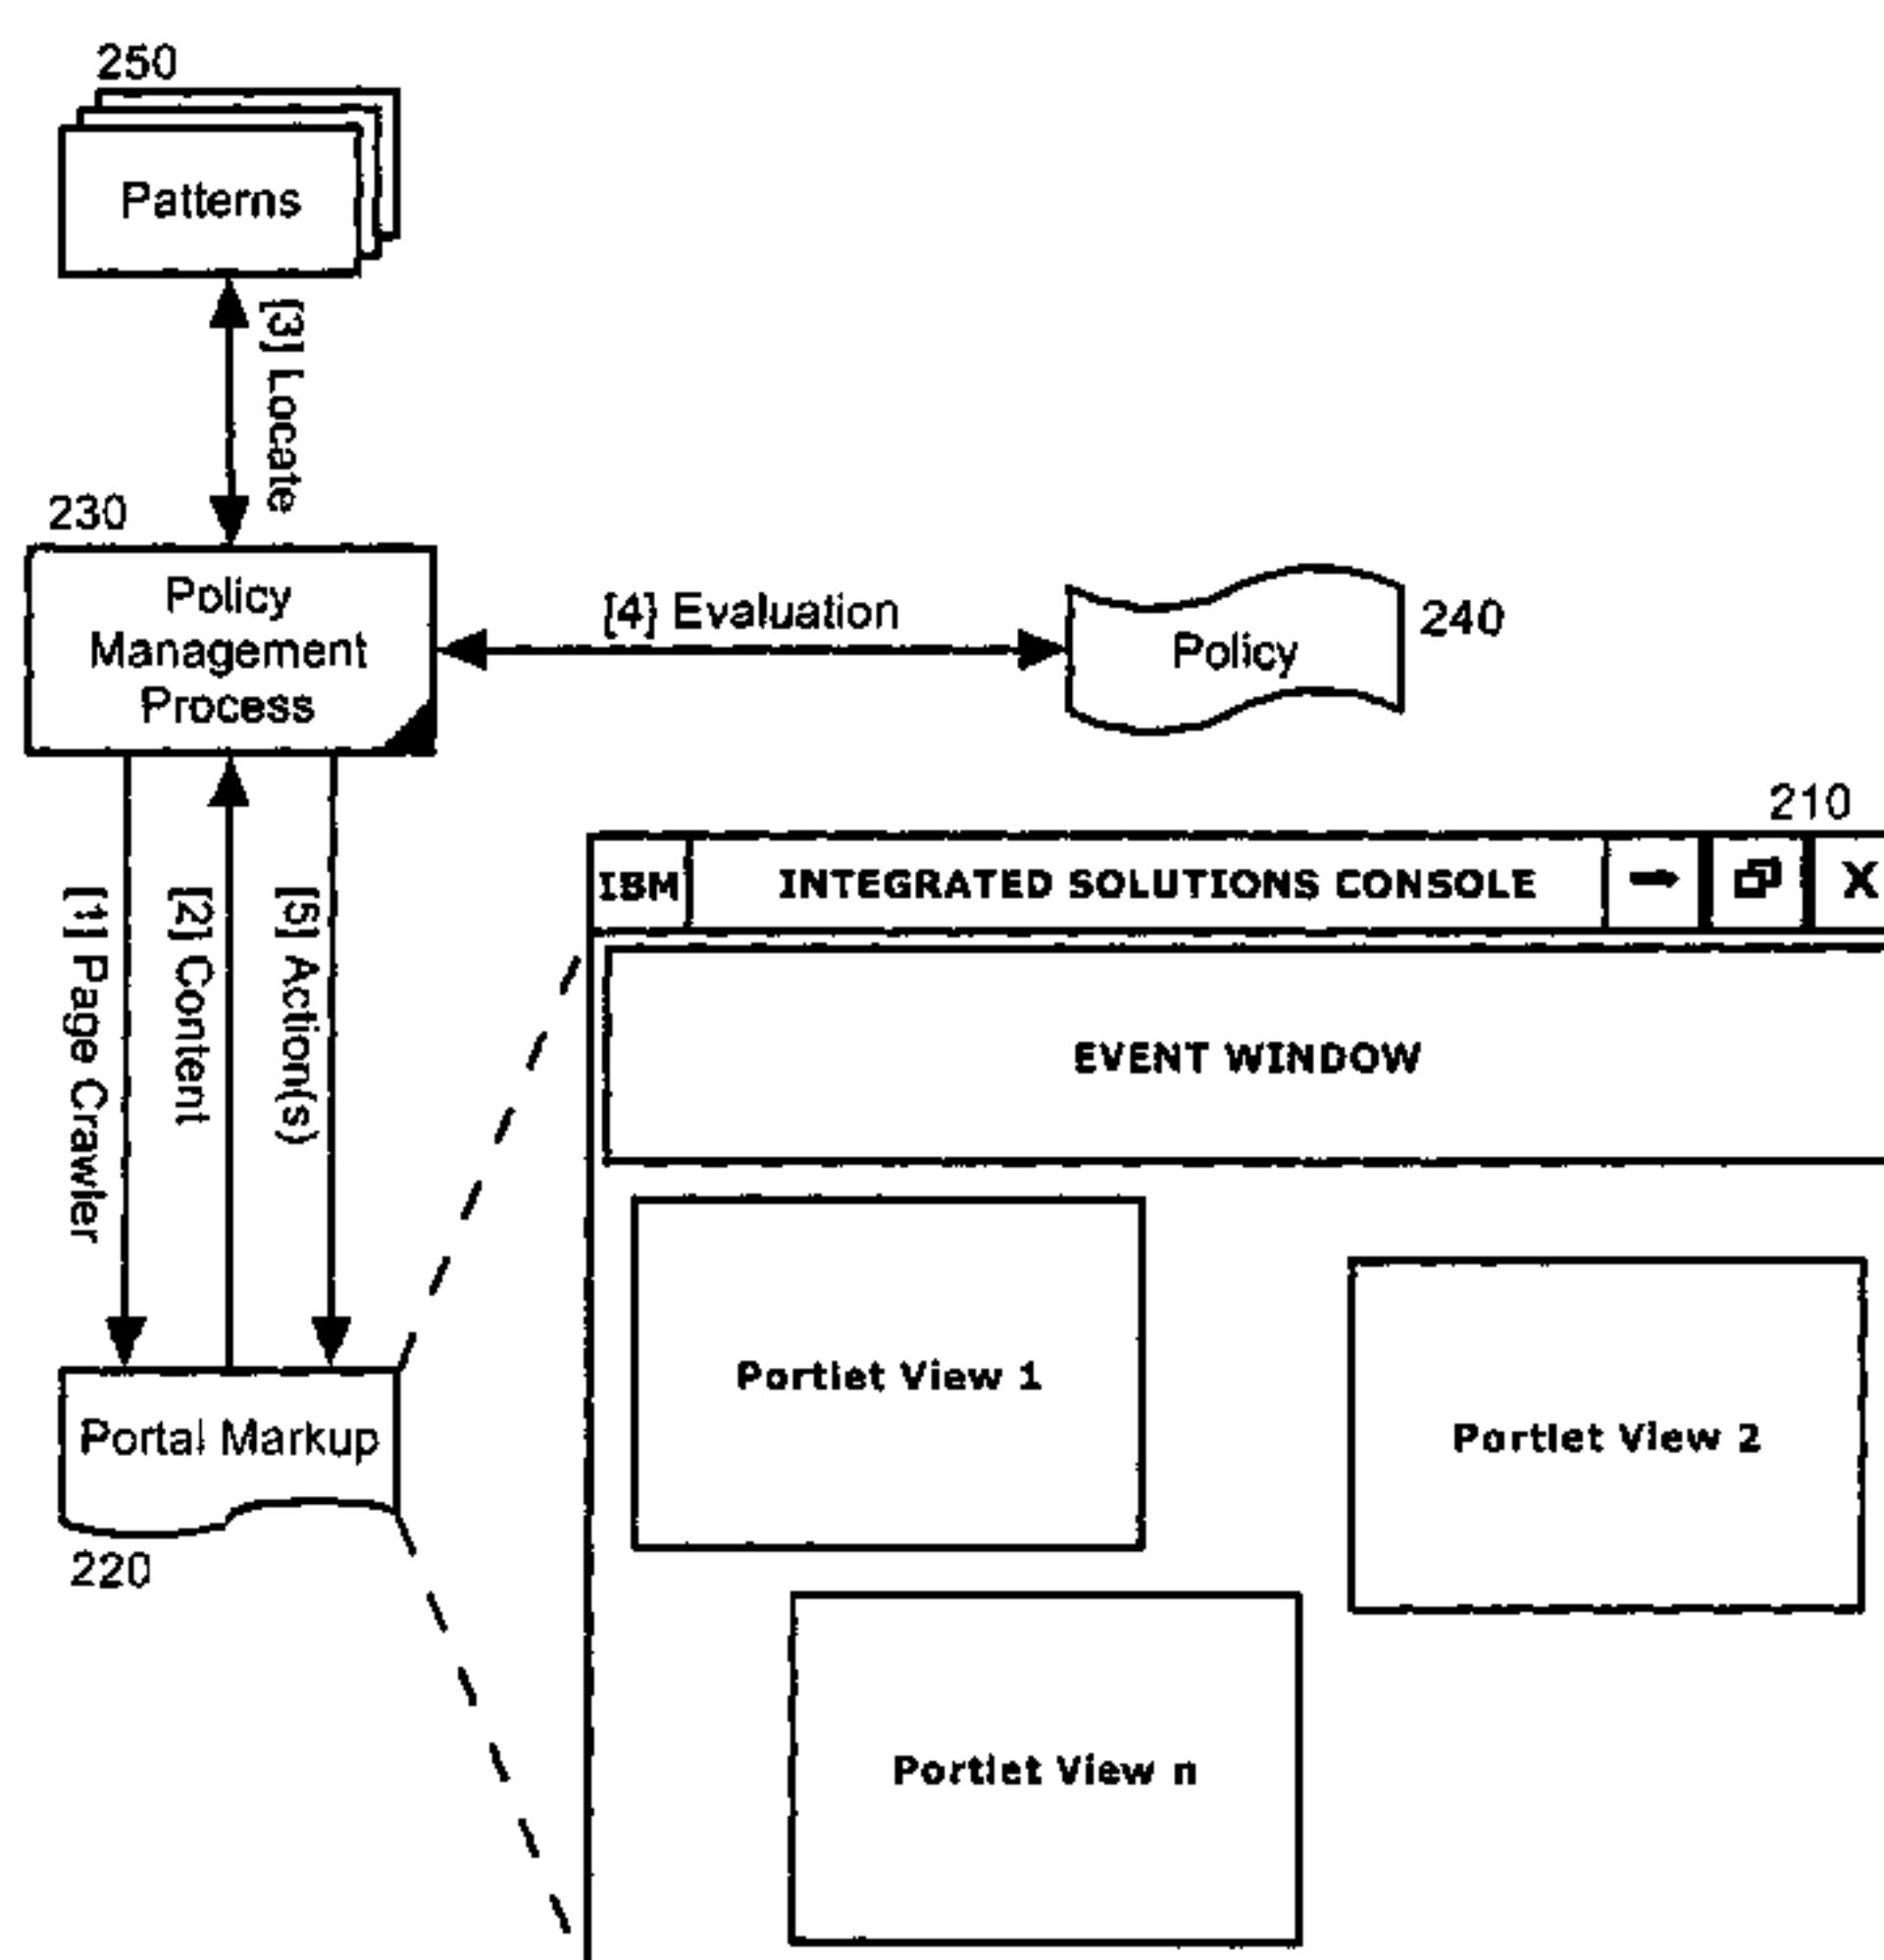 250
Patterns
[3] Locate
230
Policy
Management
Process
[4] Evaluation
Policy
240
[1] Page Crawler
[2] Content
[5] Action(s)
Portal Markup
220
210
IBM
INTEGRATED SOLUTIONS CONSOLE
X
EVENT WINDOW
Portlet View 1
Portlet View 2
Portlet View n